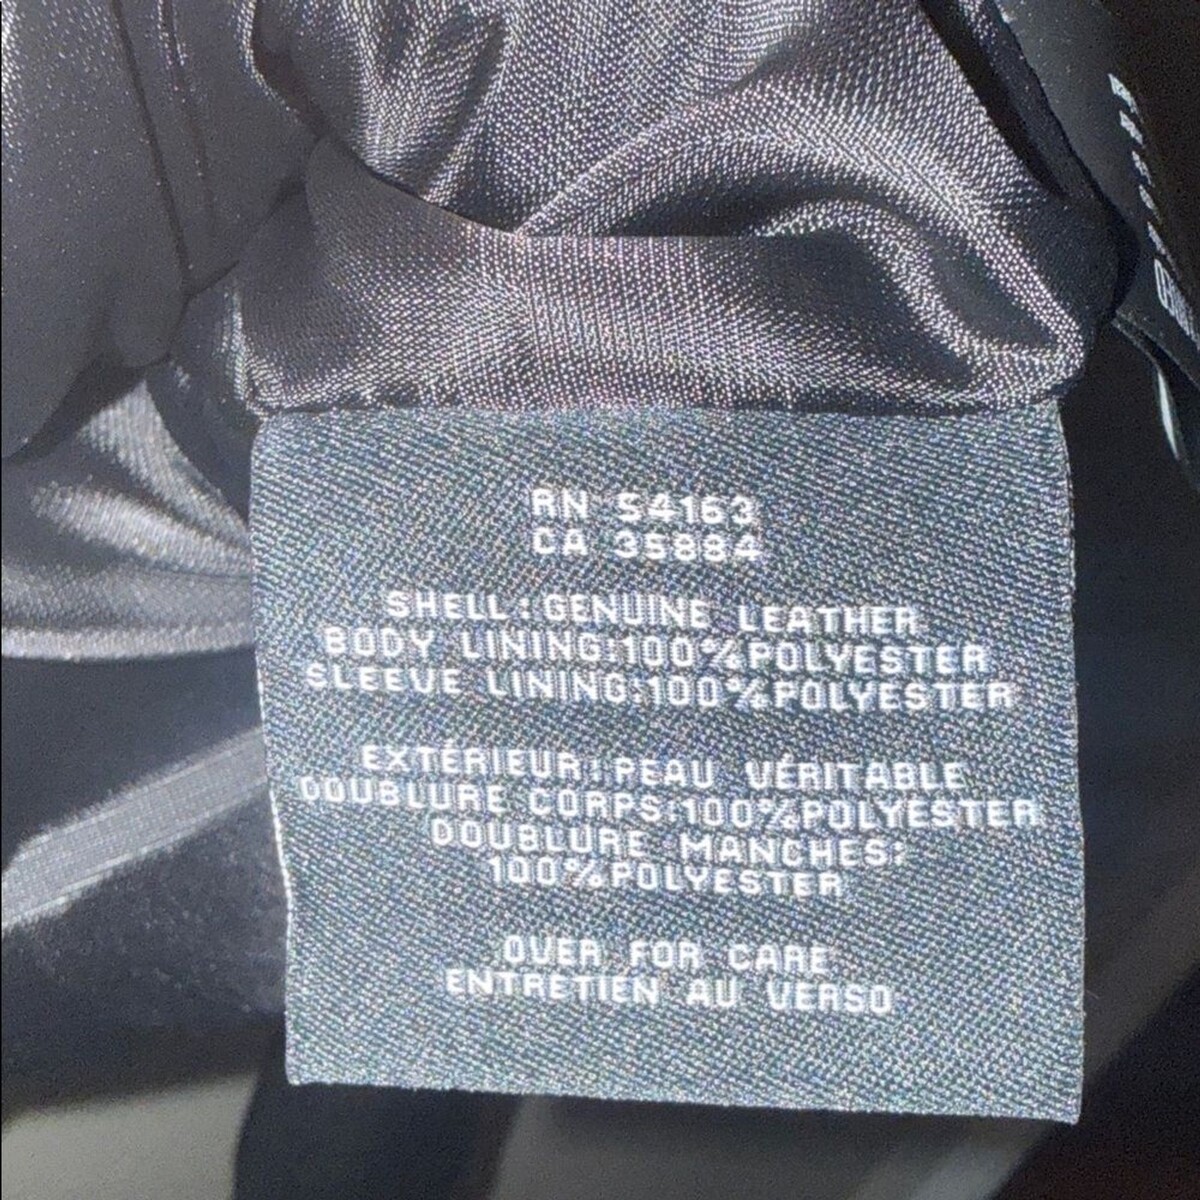 RN 54163
CA 35884
SHELL:GENUINE LEATHER
BODY LINING:100%POLYESTER
SLEEVE LINING:100%POLYESTER
EXTÉRIEUR:PEAU VÉRITABLE
DOUBLURE CORPS:100%POLYESTER
DOUBLURE MANCHES:
100%POLYESTER
OVER FOR CARE
ENTRETIEN AU VERSO